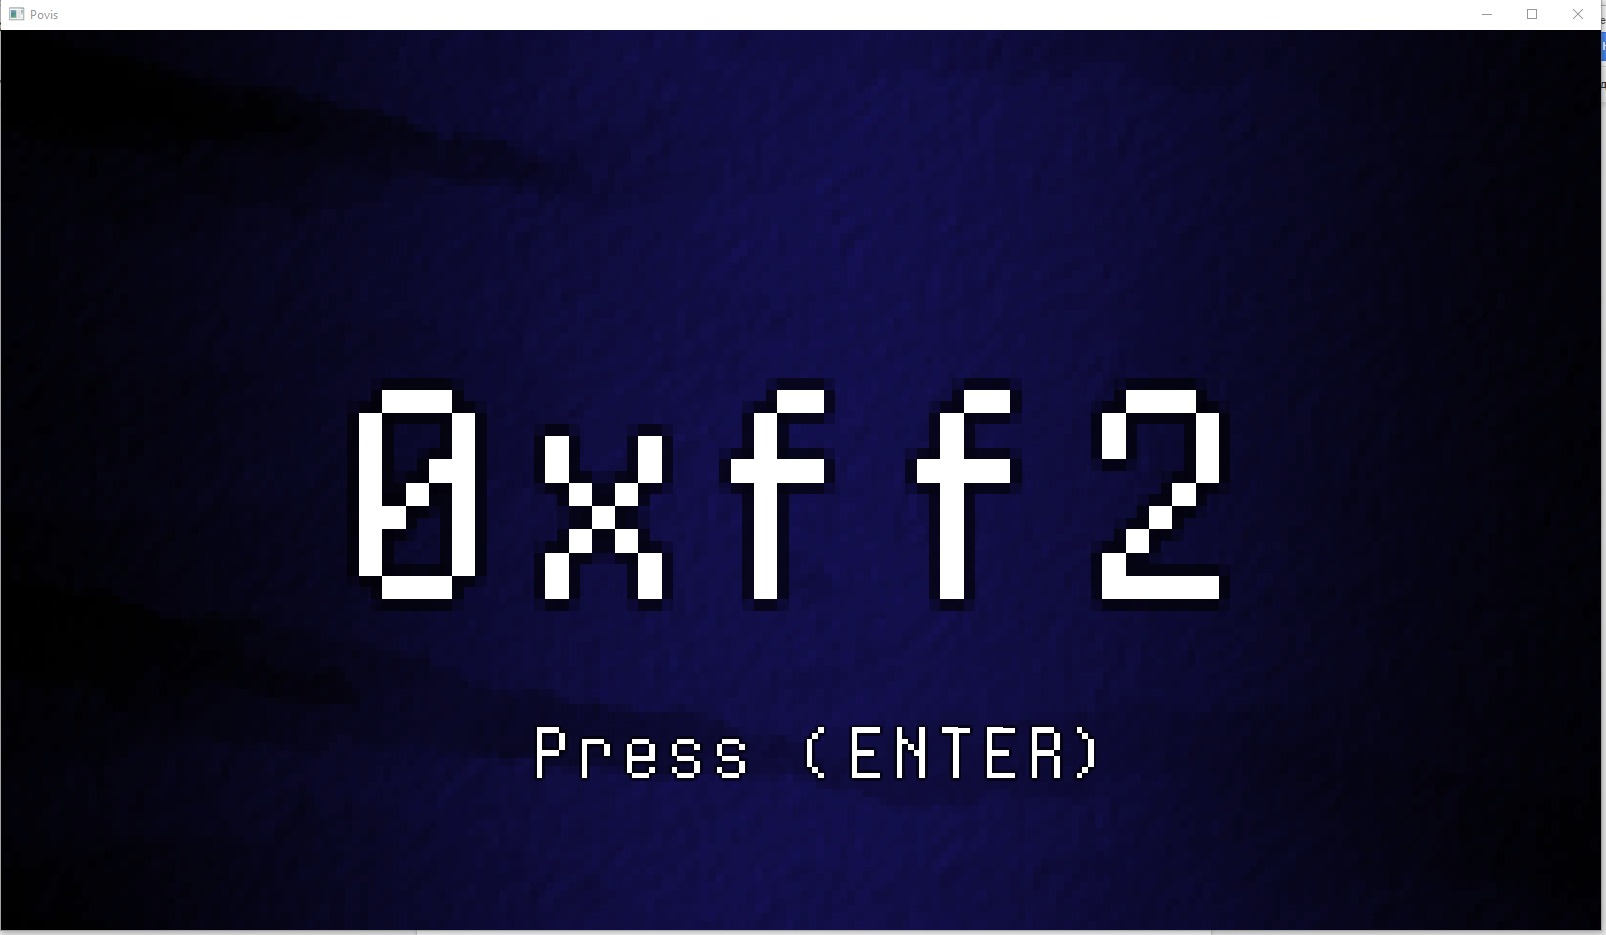 Povis
0xff2
Press (ENTER)